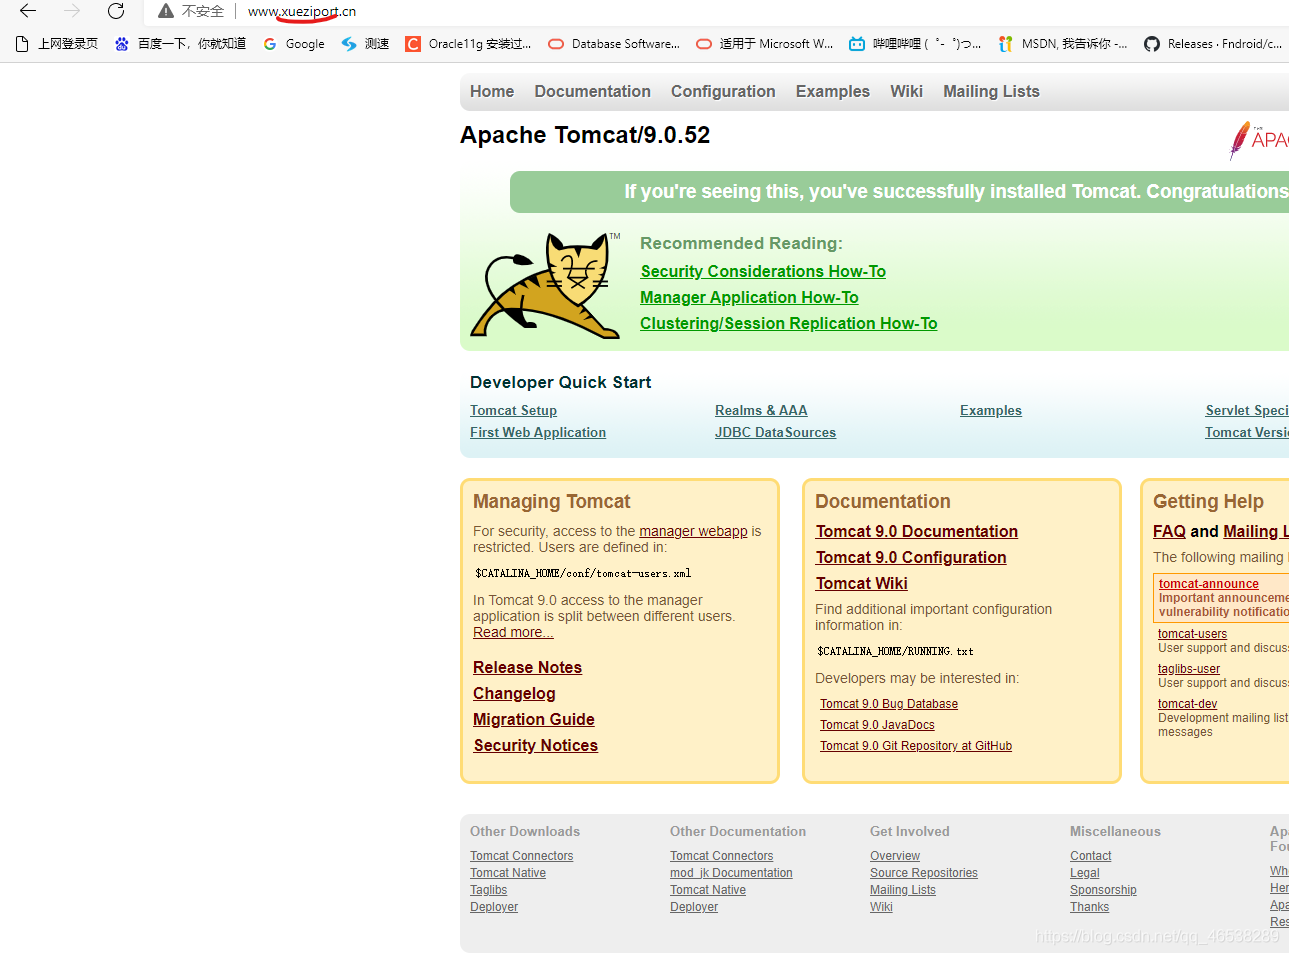 不安全 www.xueziport.cn
上网登录页 百度一下，你就知道 Google 测速 Oracle11g 安装过... Database Software... 适用于 Microsoft W... 哔哩哔哩 (゜-゜)つ... MSDN, 我告诉你 -... Releases · Fndroid/c...
Home Documentation Configuration Examples Wiki Mailing Lists
Apache Tomcat/9.0.52
THE
APA
If you're seeing this, you've successfully installed Tomcat. Congratulations
TM
Recommended Reading:
Security Considerations How-To
Manager Application How-To
Clustering/Session Replication How-To
Developer Quick Start
Tomcat Setup Realms & AAA Examples Servlet Speci
First Web Application JDBC DataSources Tomcat Versi
Managing Tomcat
For security, access to the manager webapp is
restricted. Users are defined in:
$CATALINA_HOME/conf/tomcat-users.xml
In Tomcat 9.0 access to the manager
application is split between different users.
Read more...
Release Notes
Changelog
Migration Guide
Security Notices
Documentation
Tomcat 9.0 Documentation
Tomcat 9.0 Configuration
Tomcat Wiki
Find additional important configuration
information in:
$CATALINA_HOME/RUNNING.txt
Developers may be interested in:
Tomcat 9.0 Bug Database
Tomcat 9.0 JavaDocs
Tomcat 9.0 Git Repository at GitHub
Getting Help
FAQ and Mailing L
The following mailing
tomcat-announce
Important announceme
vulnerability notificatio
tomcat-users
User support and discus
taglibs-user
User support and discus
tomcat-dev
Development mailing list
messages
Other Downloads
Tomcat Connectors
Tomcat Native
Taglibs
Deployer
Other Documentation
Tomcat Connectors
mod_jk Documentation
Tomcat Native
Deployer
Get Involved
Overview
Source Repositories
Mailing Lists
Wiki
Miscellaneous
Contact
Legal
Sponsorship
Thanks
Apa
Fou
Wh
Her
Apa
Res
https://blog.csdn.net/qq_46538289